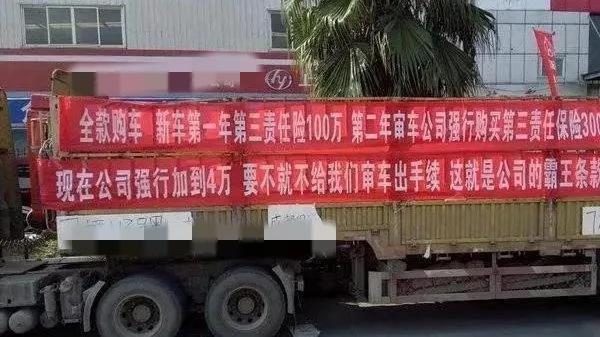 全款购车 新车第一年第三责任险100万 第二年审车公司强行购买第三责任保险300
现在公司强行加到4万 要不就不给我们审车出手续 这就是公司的霸王条款